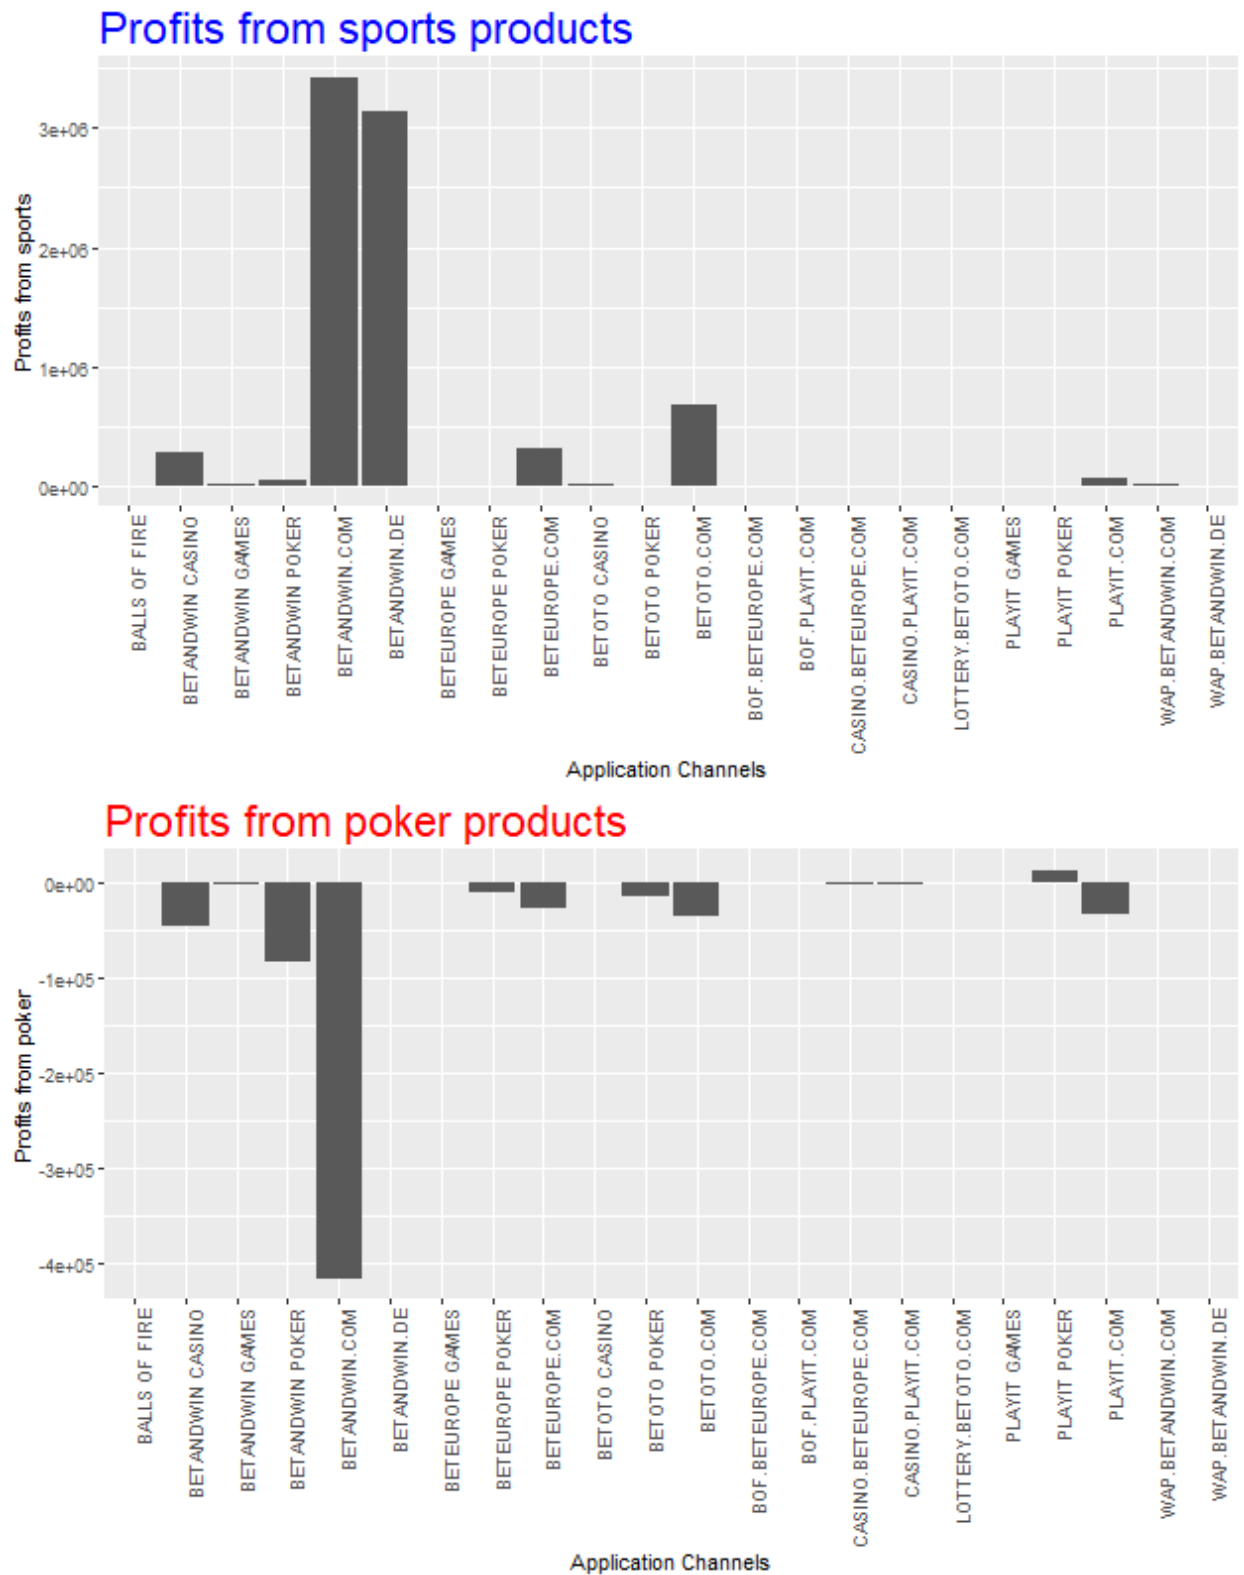 Profits from sports products
Profits from sports
3e+06
2e+06
1e+06
0e+00
BALLS OF FIRE
BETANDWIN CASINO
BETANDWIN GAMES
BETANDWIN POKER
BETANDWIN.COM
BETANDWIN.DE
BETEUROPE GAMES
BETEUROPE POKER
BETEUROPE.COM
BETOTO CASINO
BETOTO POKER
BETOTO.COM
BOF.BETEUROPE.COM
BOF.PLAYIT.COM
CASINO.BETEUROPE.COM
CASINO.PLAYIT.COM
LOTTERY.BETOTO.COM
PLAYIT GAMES
PLAYIT POKER
PLAYIT.COM
WAP.BETANDWIN.COM
WAP.BETANDWIN.DE
Application Channels
Profits from poker products
Profits from poker
0e+00
-1e+05
-2e+05
-3e+05
-4e+05
BALLS OF FIRE
BETANDWIN CASINO
BETANDWIN GAMES
BETANDWIN POKER
BETANDWIN.COM
BETANDWIN.DE
BETEUROPE GAMES
BETEUROPE POKER
BETEUROPE.COM
BETOTO CASINO
BETOTO POKER
BETOTO.COM
BOF.BETEUROPE.COM
BOF.PLAYIT.COM
CASINO.BETEUROPE.COM
CASINO.PLAYIT.COM
LOTTERY.BETOTO.COM
PLAYIT GAMES
PLAYIT POKER
PLAYIT.COM
WAP.BETANDWIN.COM
WAP.BETANDWIN.DE
Application Channels